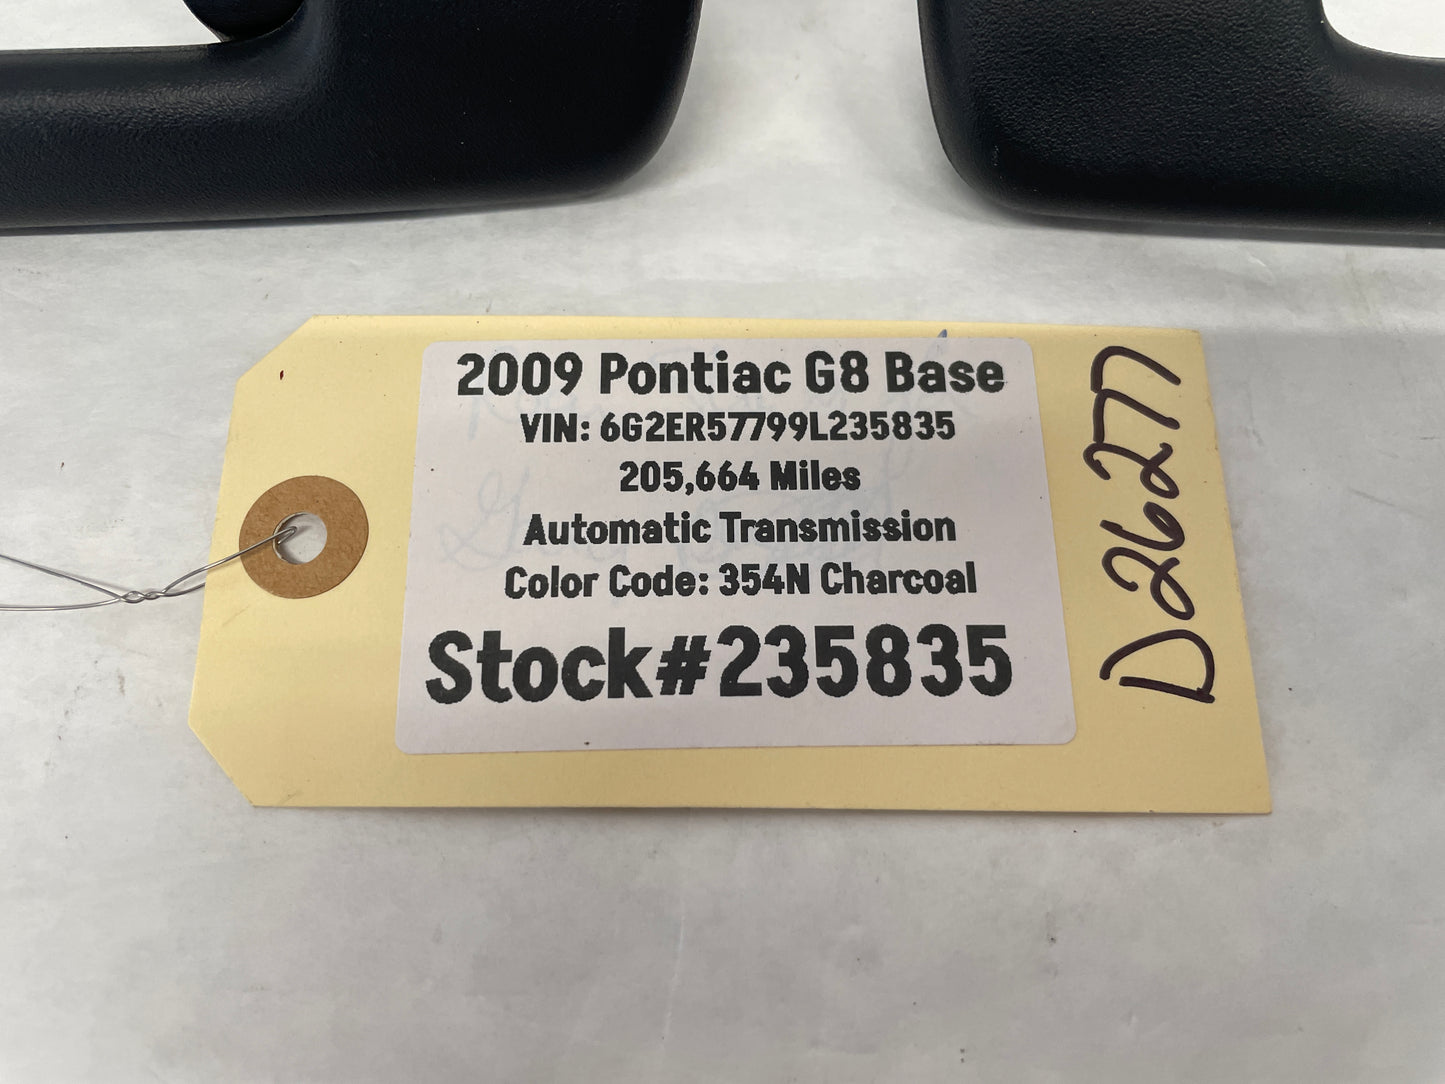 2009 Pontiac G8 Base
VIN: 6G2ER57799L235835
205,664 Miles
Automatic Transmission
Color Code: 354N Charcoal
Stock#235835
D26277